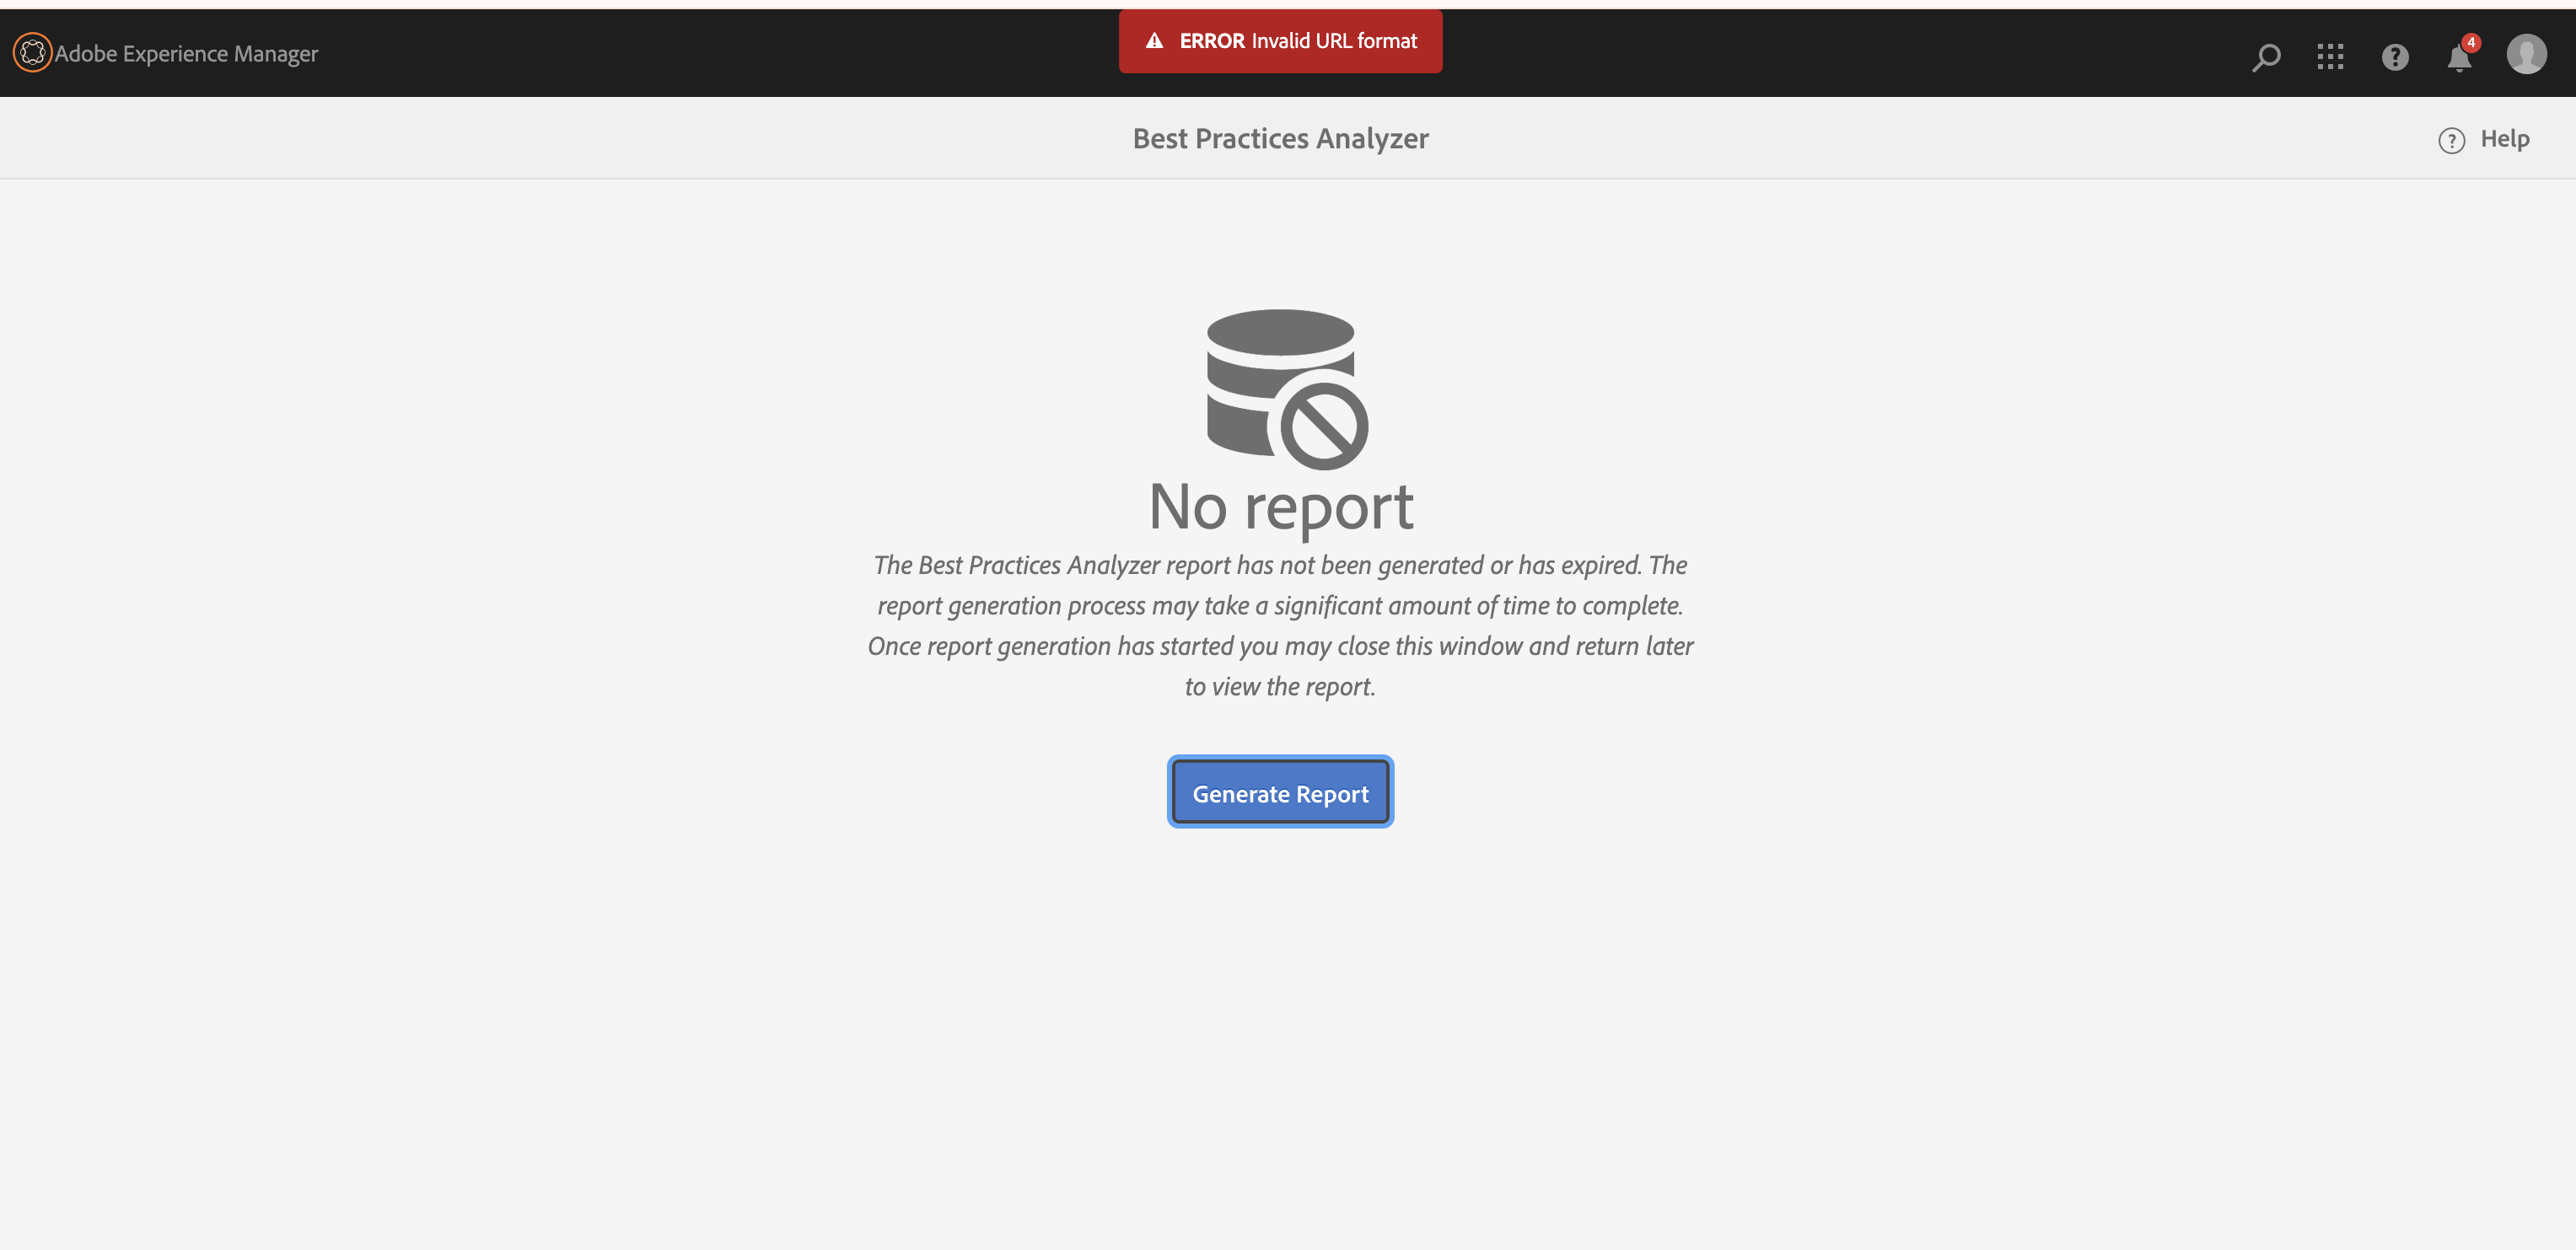 Adobe Experience Manager
ERROR Invalid URL format
4
Best Practices Analyzer
Help
No report
The Best Practices Analyzer report has not been generated or has expired. The
report generation process may take a significant amount of time to complete.
Once report generation has started you may close this window and return later
to view the report.
Generate Report